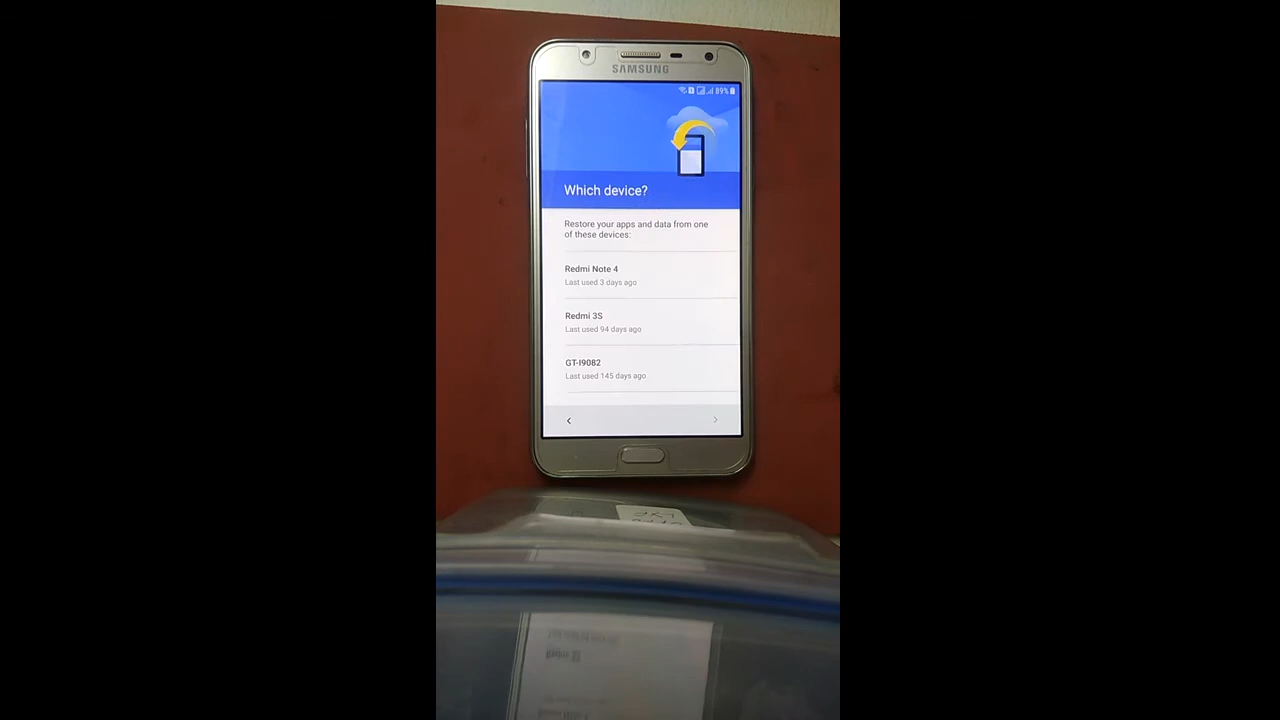 SAMSUNG
89%
Which device?
Restore your apps and data from one
of these devices:
Redmi Note 4
Last used 3 days ago
Redmi 3S
Last used 94 days ago
GT-I9082
Last used 145 days ago